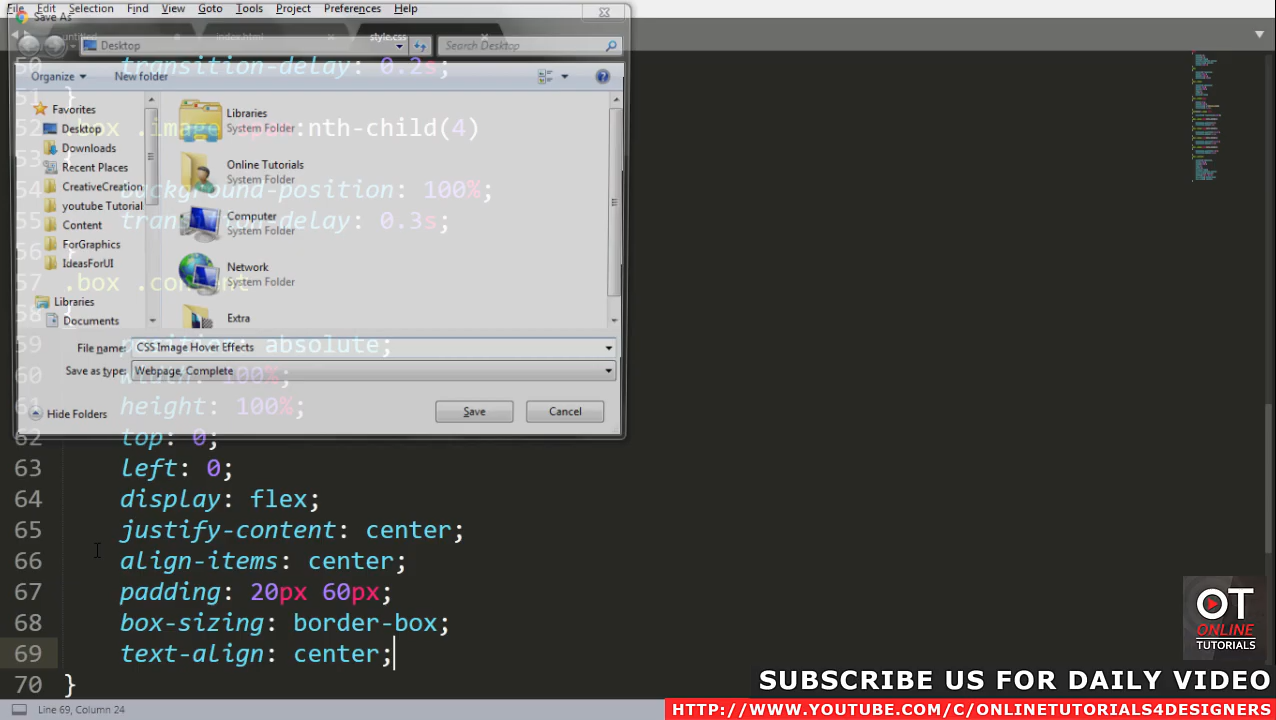 File Edit Selection Find View Goto Tools Project Preferences Help
Save As
untitled index.html style.css
Desktop
Search Desktop
50 transition-delay: 0.2s;
Organize New folder
51 }
Favorites
Desktop
Downloads
Recent Places
CreativeCreation
youtube Tutorial
Content
ForGraphics
IdeasForUI
Libraries
Documents
Libraries
System Folder
Online Tutorials
System Folder
Computer
System Folder
Network
System Folder
Extra
52 .box .image :nth-child(4)
53 {
54 background-position: 100%;
55 transition-delay: 0.3s;
56 }
57 .box .content
58 {
59 position: absolute;
File name: CSS Image Hover Effects
60 width: 100%;
Save as type: Webpage, Complete
61 height: 100%;
Hide Folders Save Cancel
62 top: 0;
63 left: 0;
64 display: flex;
65 justify-content: center;
66 align-items: center;
67 padding: 20px 60px;
68 box-sizing: border-box;
69 text-align: center;
70 }
Line 69, Column 24
OT
ONLINE
TUTORIALS
SUBSCRIBE US FOR DAILY VIDEO
HTTP://WWW.YOUTUBE.COM/C/ONLINETUTORIALS4DESIGNERS